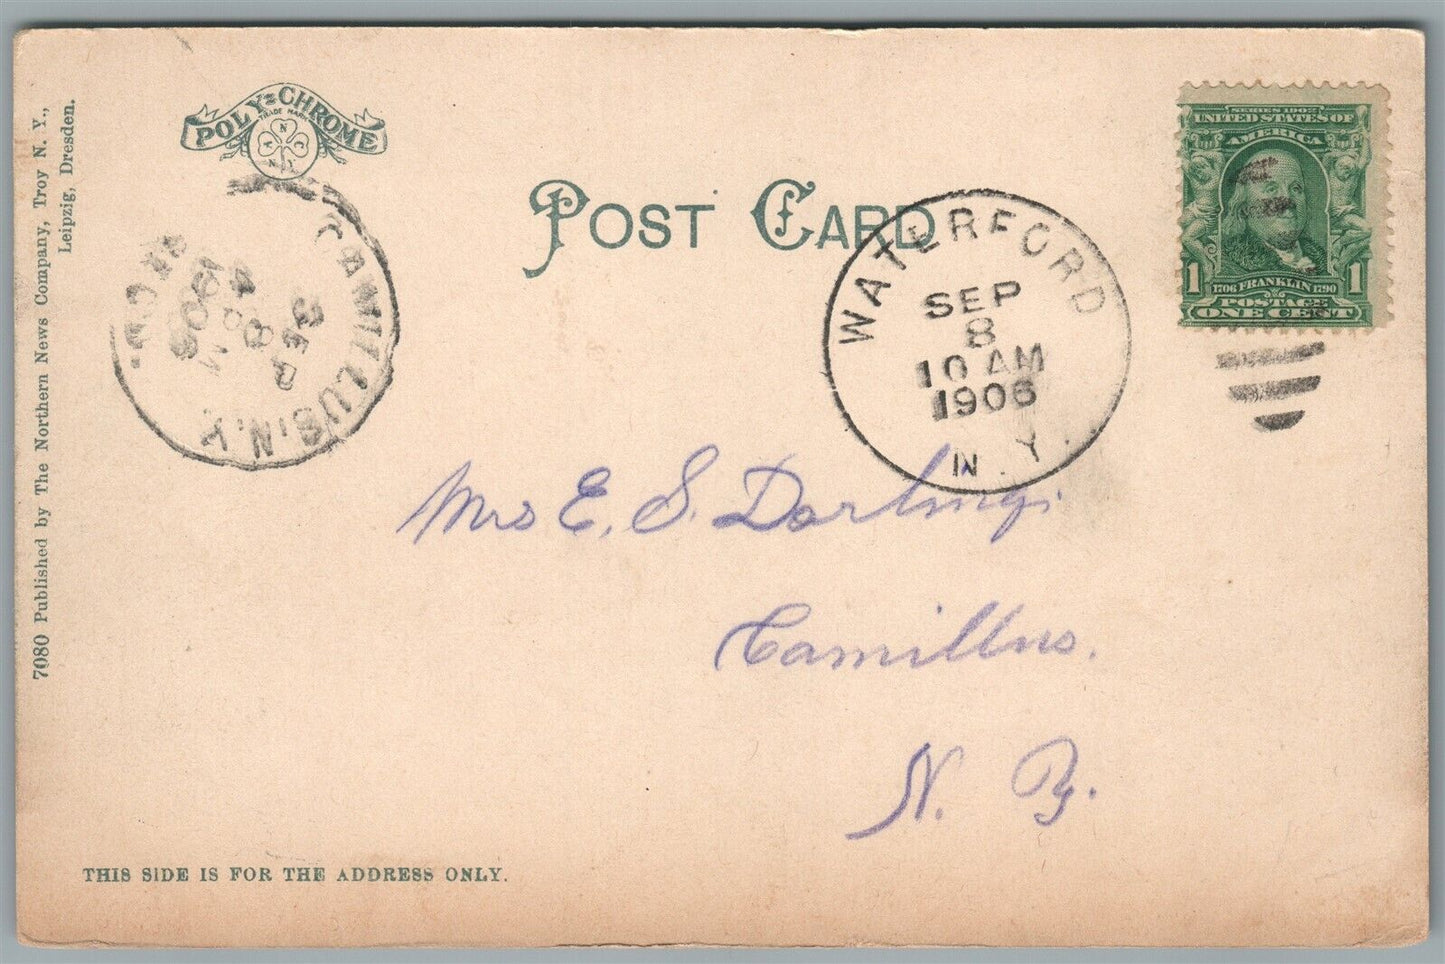 POLY-CHROME
TRADE MARK
N
A C
N Y
7080 Published by The Northern News Company, Troy N. Y.,
Leipzig, Dresden.
POST CARD
CAMILLUS, N.Y.
SEP
8
4 PM
1906
REC'D.
WATERFORD
SEP
8
10 AM
1906
N.Y.
SERIES 1902
UNITED STATES OF
AMERICA
1 1
1706 FRANKLIN 1790
POSTAGE
ONE CENT
Mrs E. S. Darling.
Camillus.
N. Y.
THIS SIDE IS FOR THE ADDRESS ONLY.